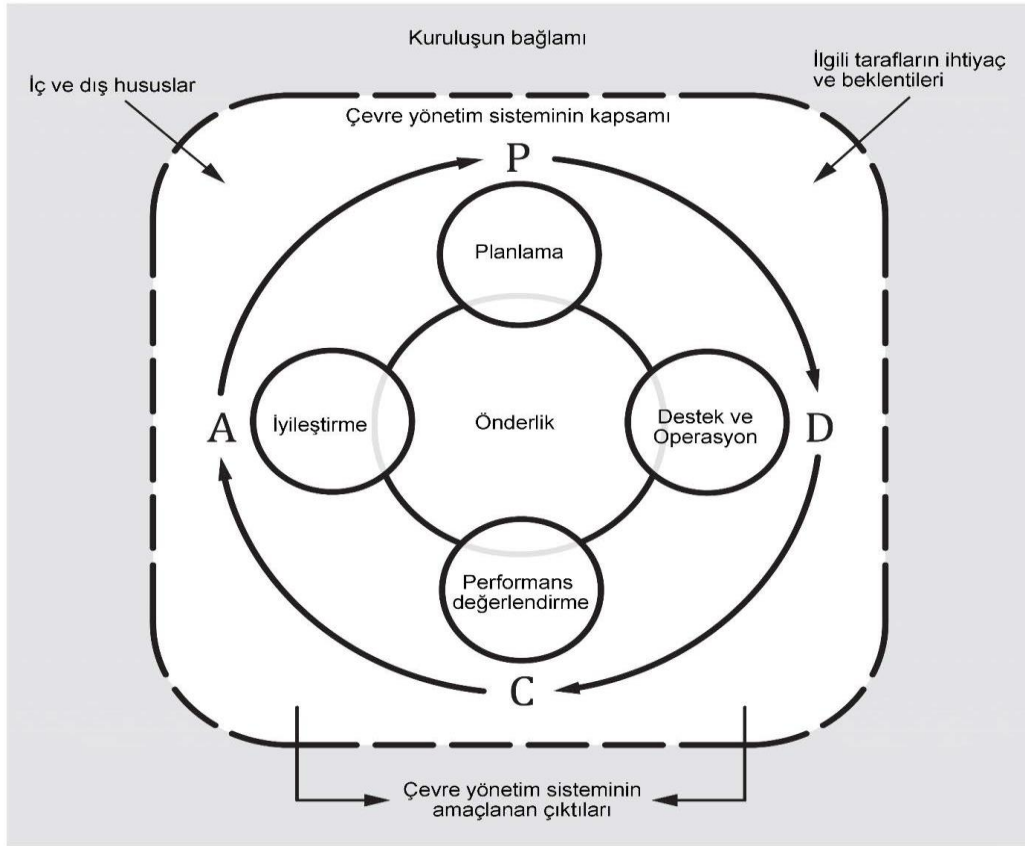 Kuruluşun bağlamı
İç ve dış hususlar
İlgili tarafların ihtiyaç
ve beklentileri
Çevre yönetim sisteminin kapsamı
P
Planlama
A
İyileştirme
Önderlik
Destek ve
Operasyon
D
Performans
değerlendirme
C
Çevre yönetim sisteminin
amaçlanan çıktıları